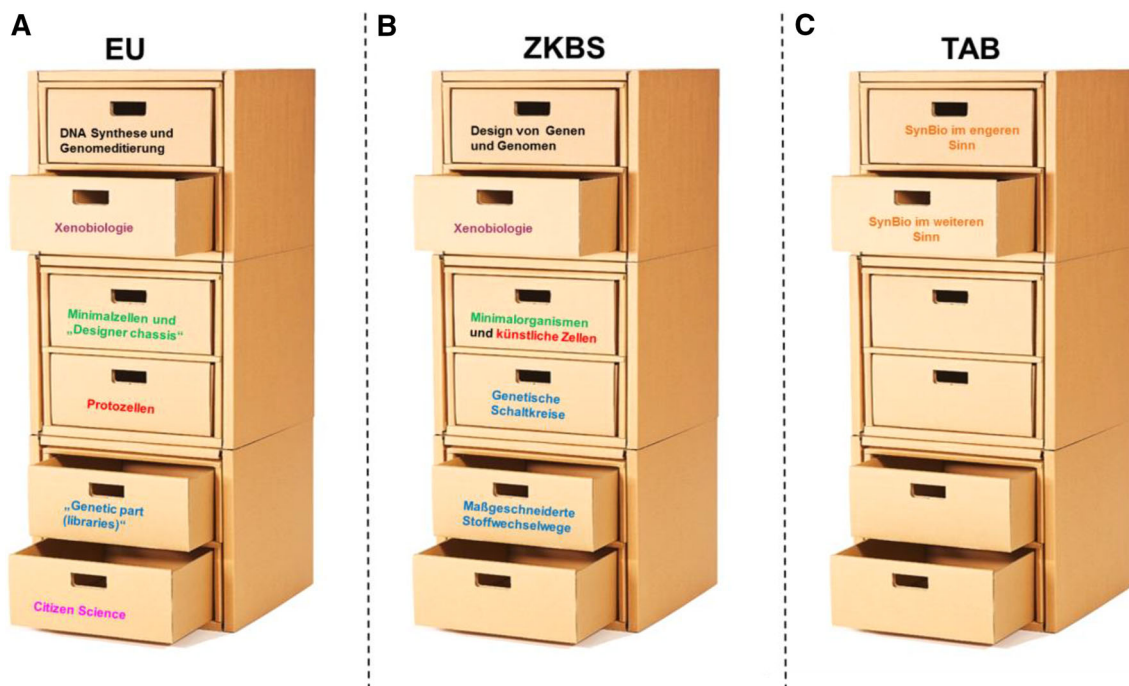 A
EU
DNA Synthese und
Genomeditierung
Xenobiologie
Minimalzellen und
„Designer chassis“
Protozellen
„Genetic part
(libraries)“
Citizen Science
B
ZKBS
Design von Genen
und Genomen
Xenobiologie
Minimalorganismen
und künstliche Zellen
Genetische
Schaltkreise
Maßgeschneiderte
Stoffwechselwege
C
TAB
SynBio im engeren
Sinn
SynBio im weiteren
Sinn